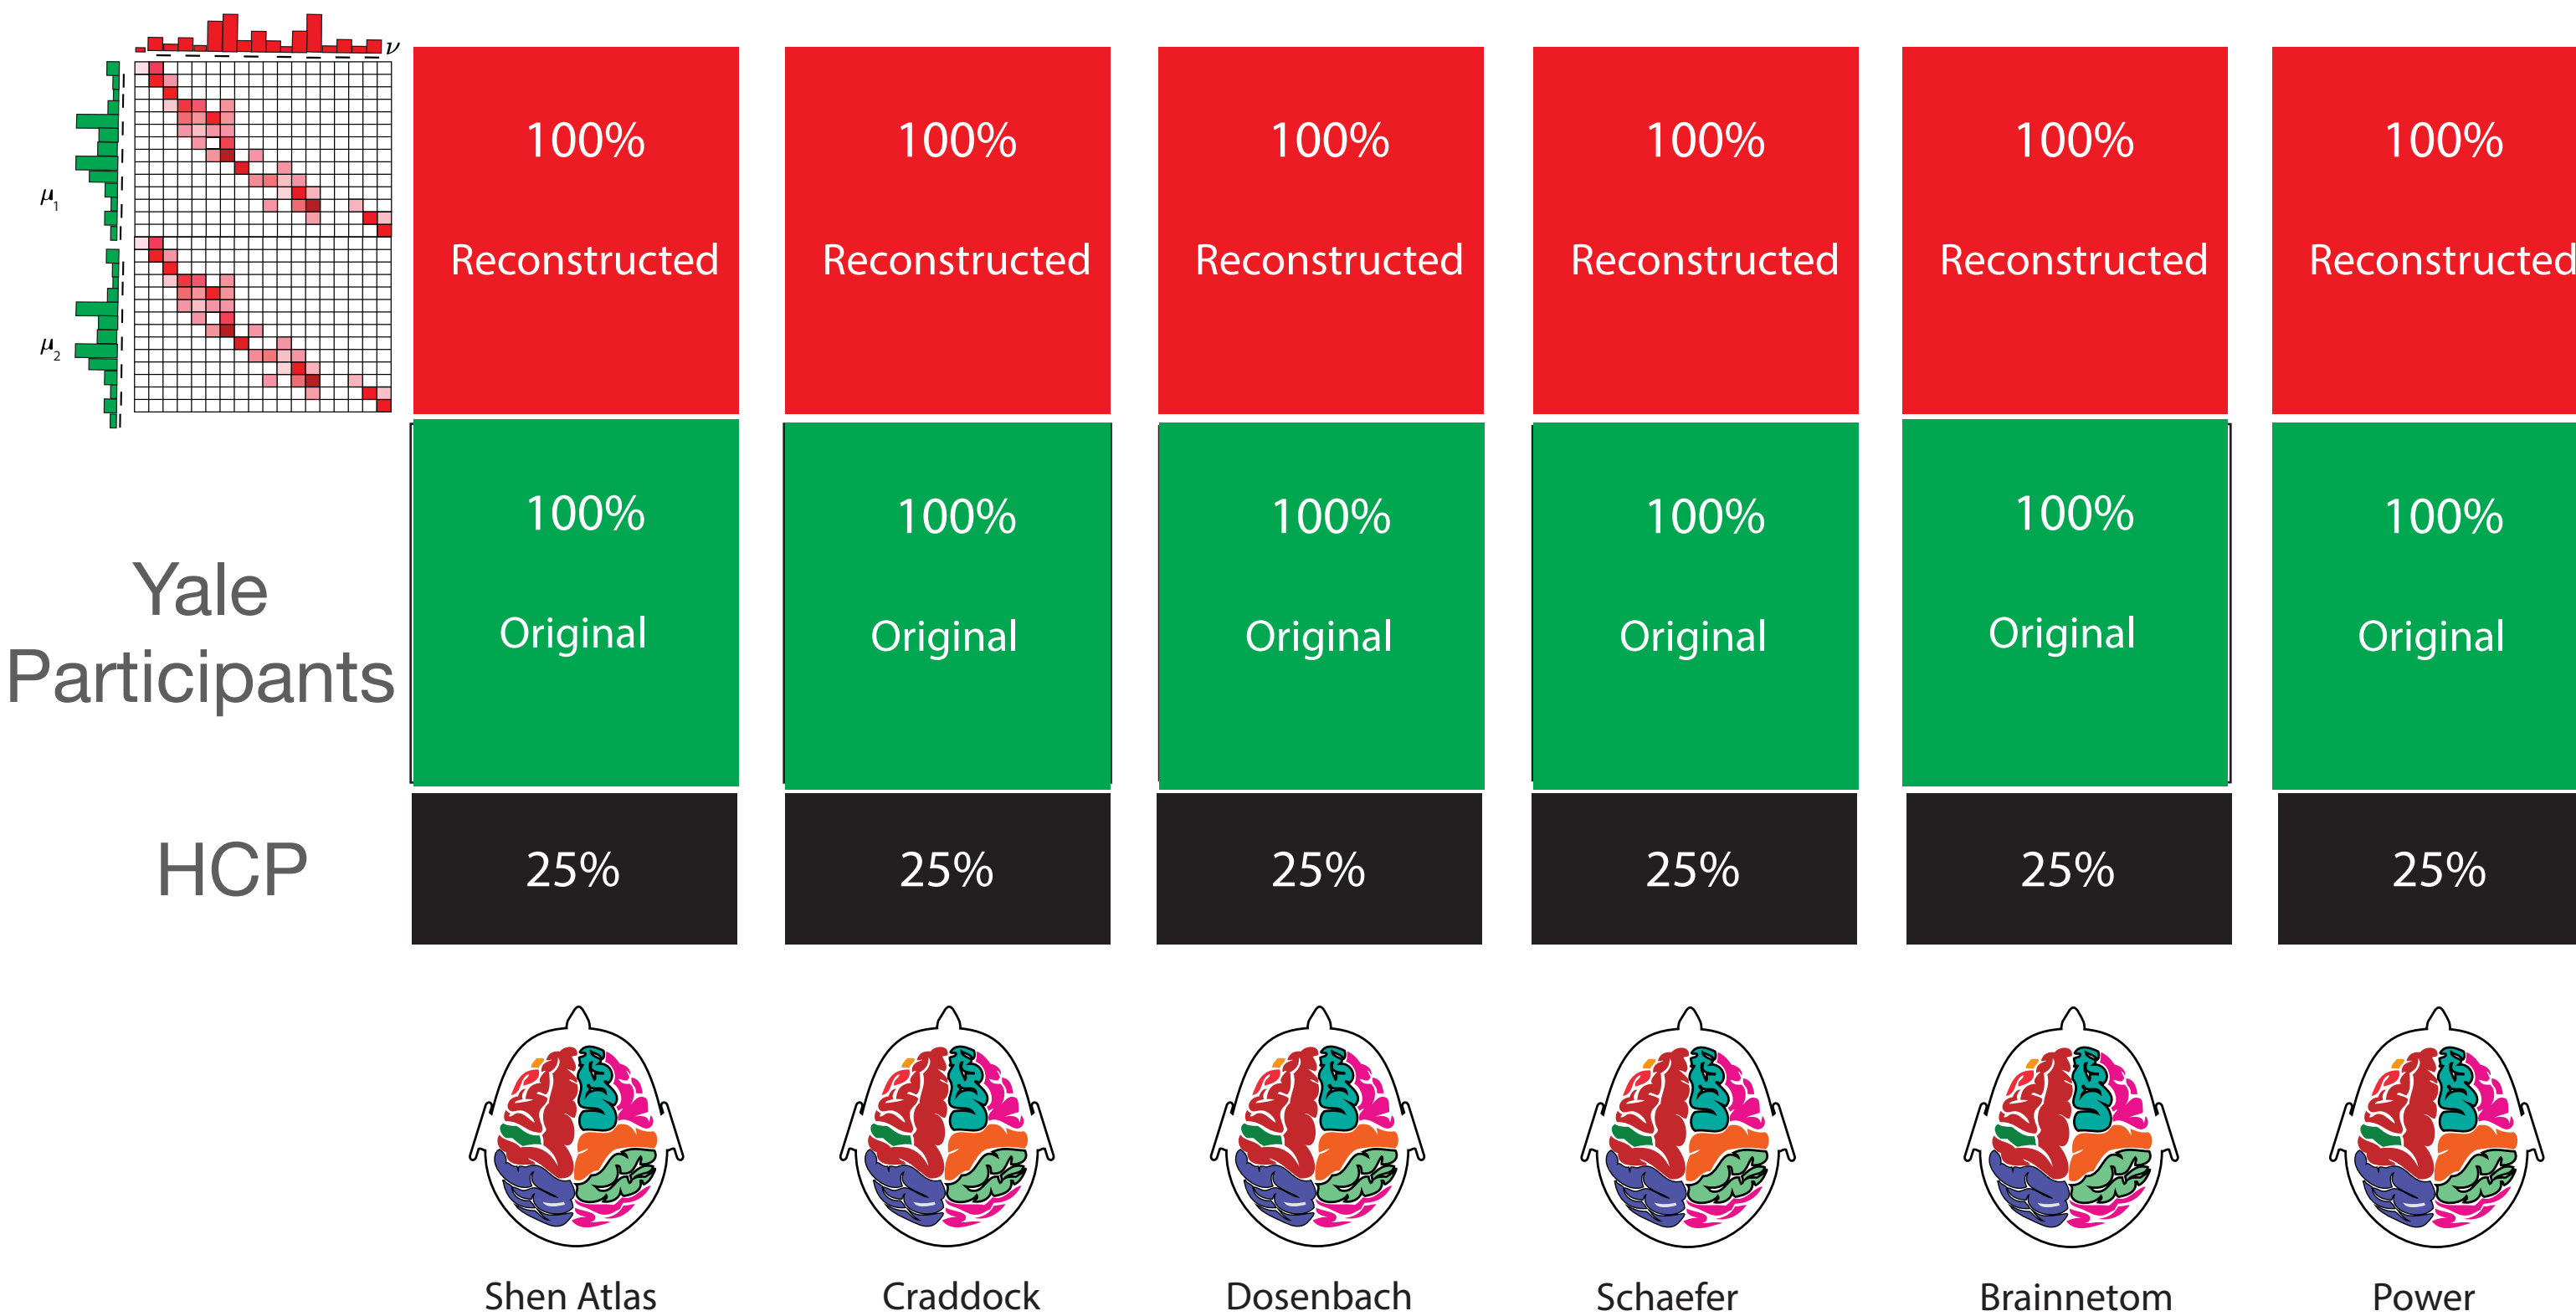 ν
μ1
μ2
100% 100% 100% 100% 100% 100%
Reconstructed Reconstructed Reconstructed Reconstructed Reconstructed Reconstructed
100% 100% 100% 100% 100% 100%
Original Original Original Original Original Original
Yale
Participants
HCP
25% 25% 25% 25% 25% 25%
Shen Atlas Craddock Dosenbach Schaefer Brainnetom Power